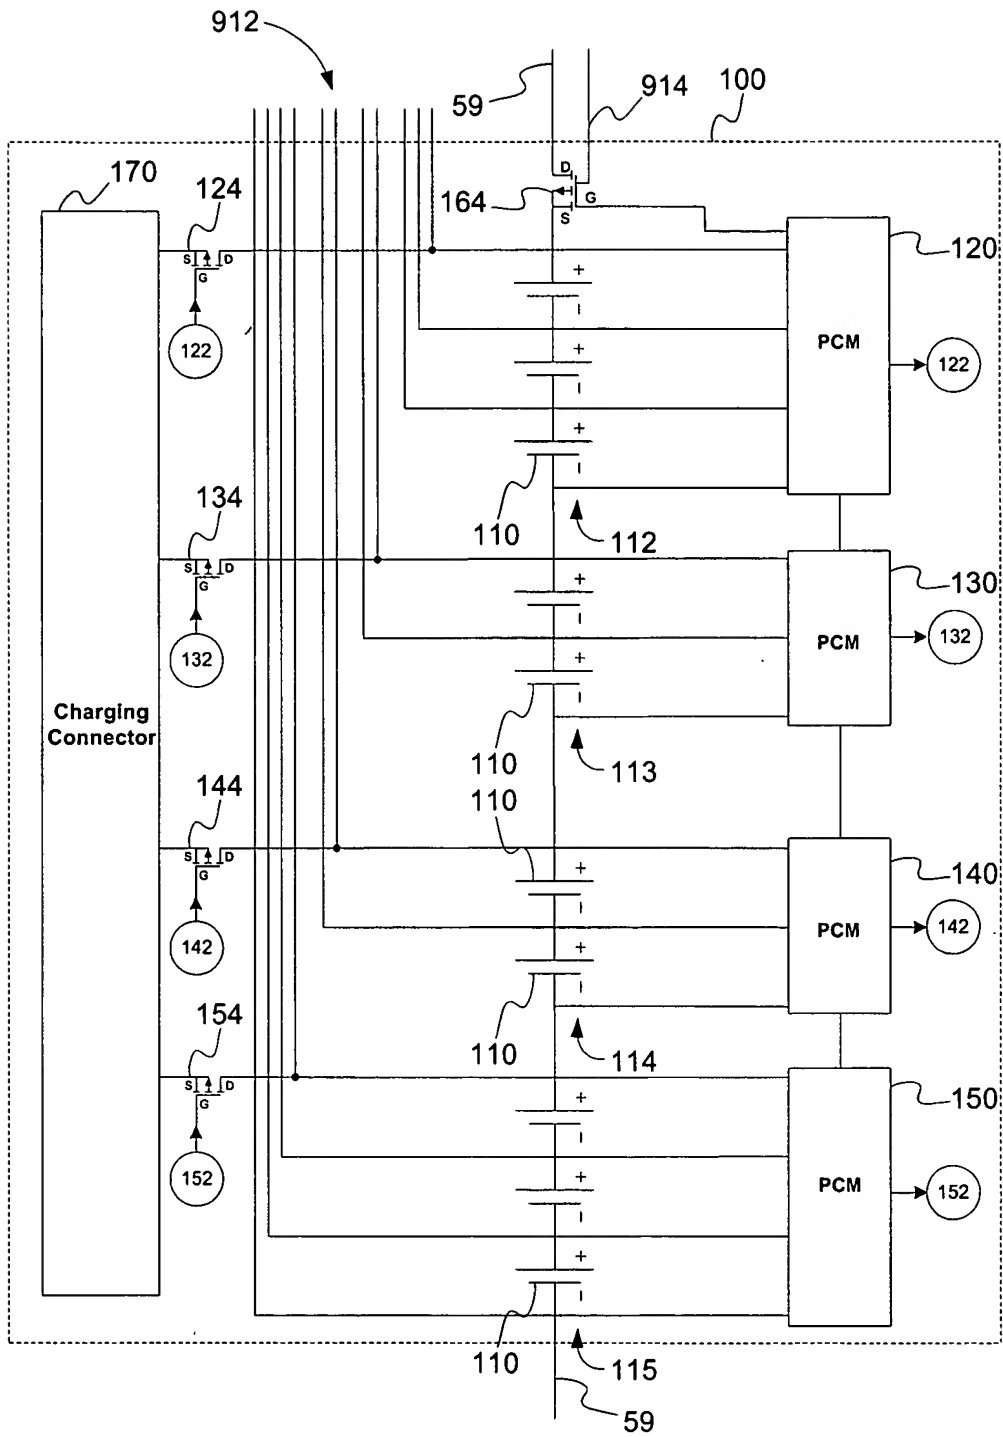 912
59
914
100
170
124
D
164
G
S
120
S
D
G
+
-
122
PCM
122
+
-
+
-
110
112
134
S
D
G
130
+
-
132
PCM
132
+
-
110
113
Charging
Connector
110
144
S
D
G
140
+
-
142
PCM
142
+
-
110
114
154
S
D
G
150
+
-
152
PCM
152
+
-
+
-
110
115
59